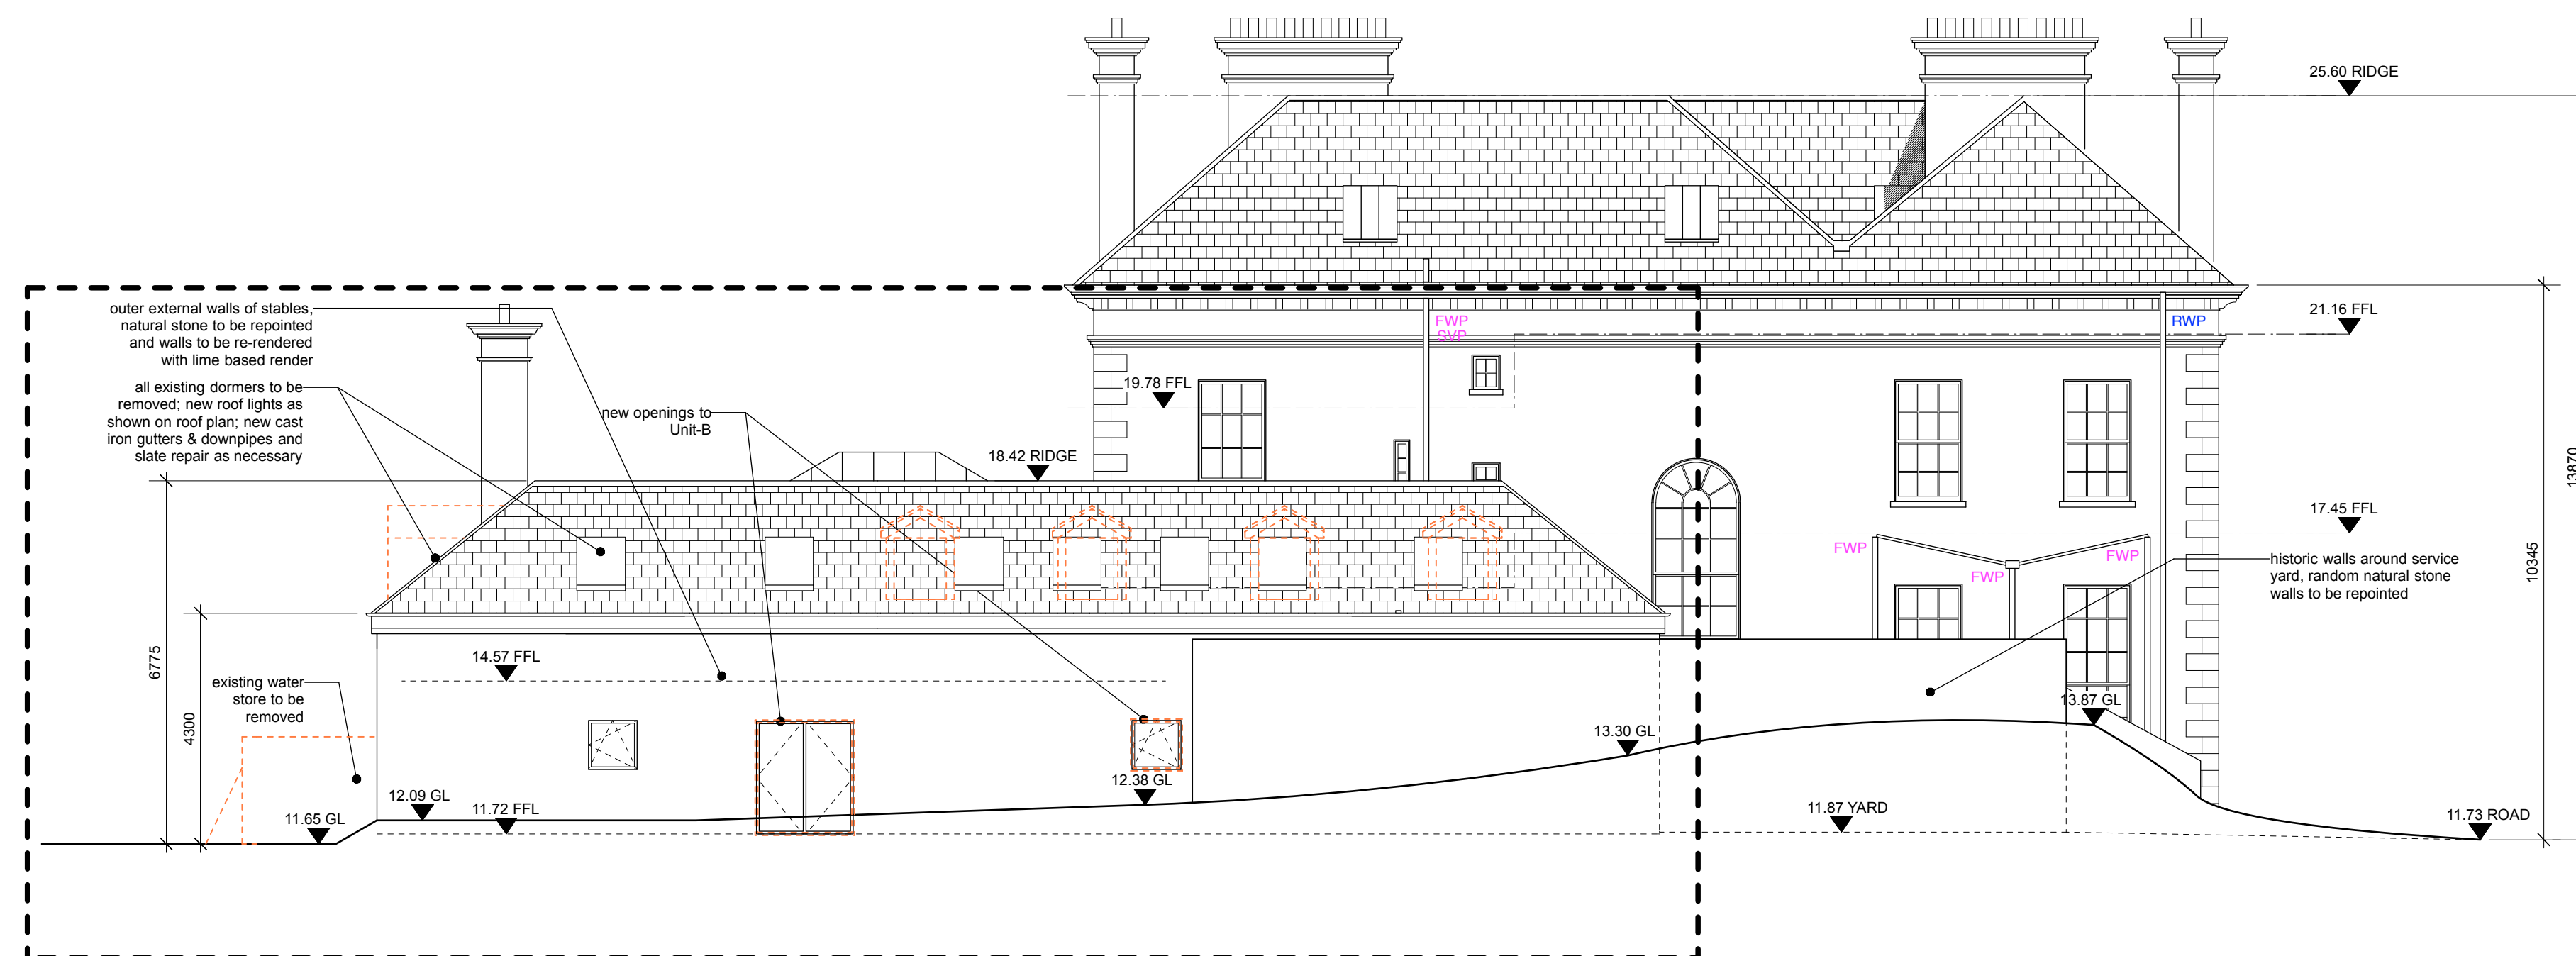 25.60 RIDGE
outer external walls of stables,
natural stone to be repointed
and walls to be re-rendered
with lime based render
FWP
SVP
RWP
21.16 FFL
all existing dormers to be
removed; new roof lights as
shown on roof plan; new cast
iron gutters & downpipes and
slate repair as necessary
19.78 FFL
new openings to
Unit-B
18.42 RIDGE
13870
17.45 FFL
FWP
FWP
FWP
historic walls around service
yard, random natural stone
walls to be repointed
10345
6775
4300
14.57 FFL
existing water
store to be
removed
13.87 GL
13.30 GL
12.38 GL
12.09 GL
11.72 FFL
11.65 GL
11.87 YARD
11.73 ROAD